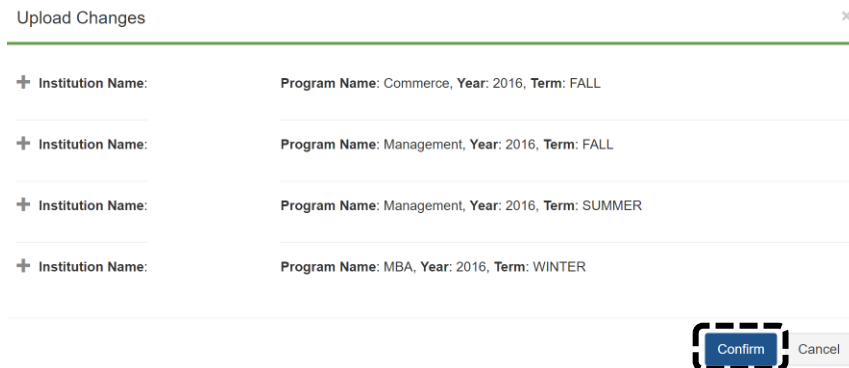 Upload Changes
Institution Name: Program Name: Commerce, Year: 2016, Term: FALL
Institution Name: Program Name: Management, Year: 2016, Term: FALL
Institution Name: Program Name: Management, Year: 2016, Term: SUMMER
Institution Name: Program Name: MBA, Year: 2016, Term: WINTER
Confirm Cancel